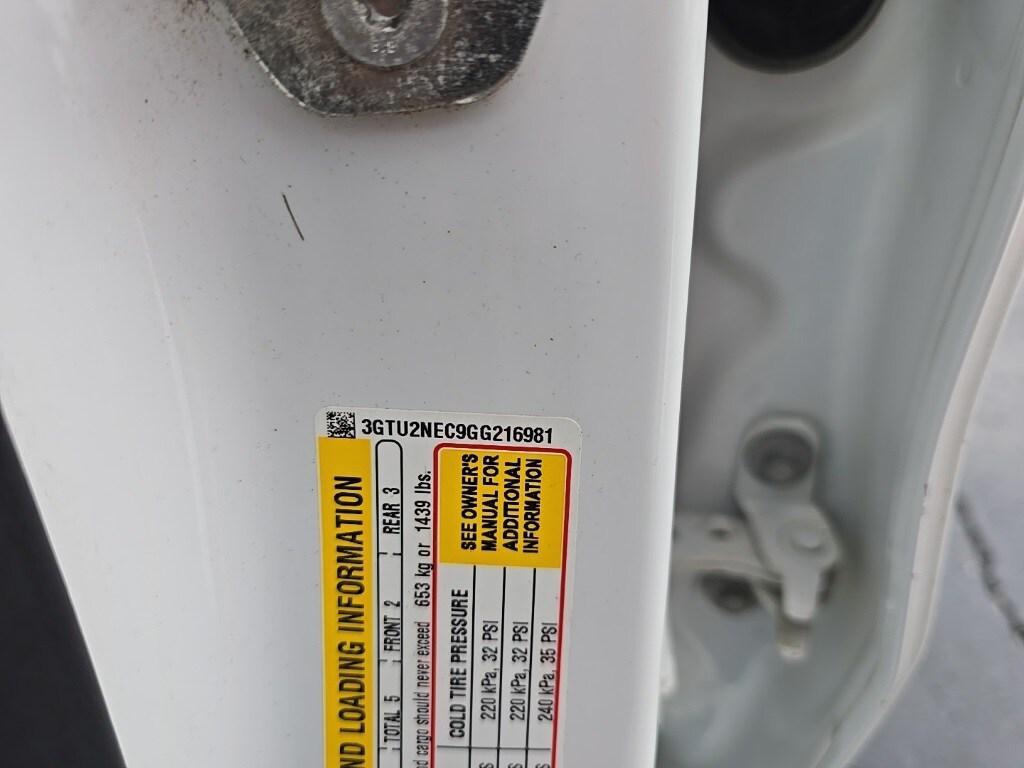 3GTU2NEC9GG216981
ND LOADING INFORMATION
TOTAL 5 FRONT 2 REAR 3
cargo should never exceed 653 kg or 1439 lbs.
SEE OWNER'S
MANUAL FOR
ADDITIONAL
INFORMATION
COLD TIRE PRESSURE
220 kPa, 32 PSI
220 kPa, 32 PSI
240 kPa, 35 PSI